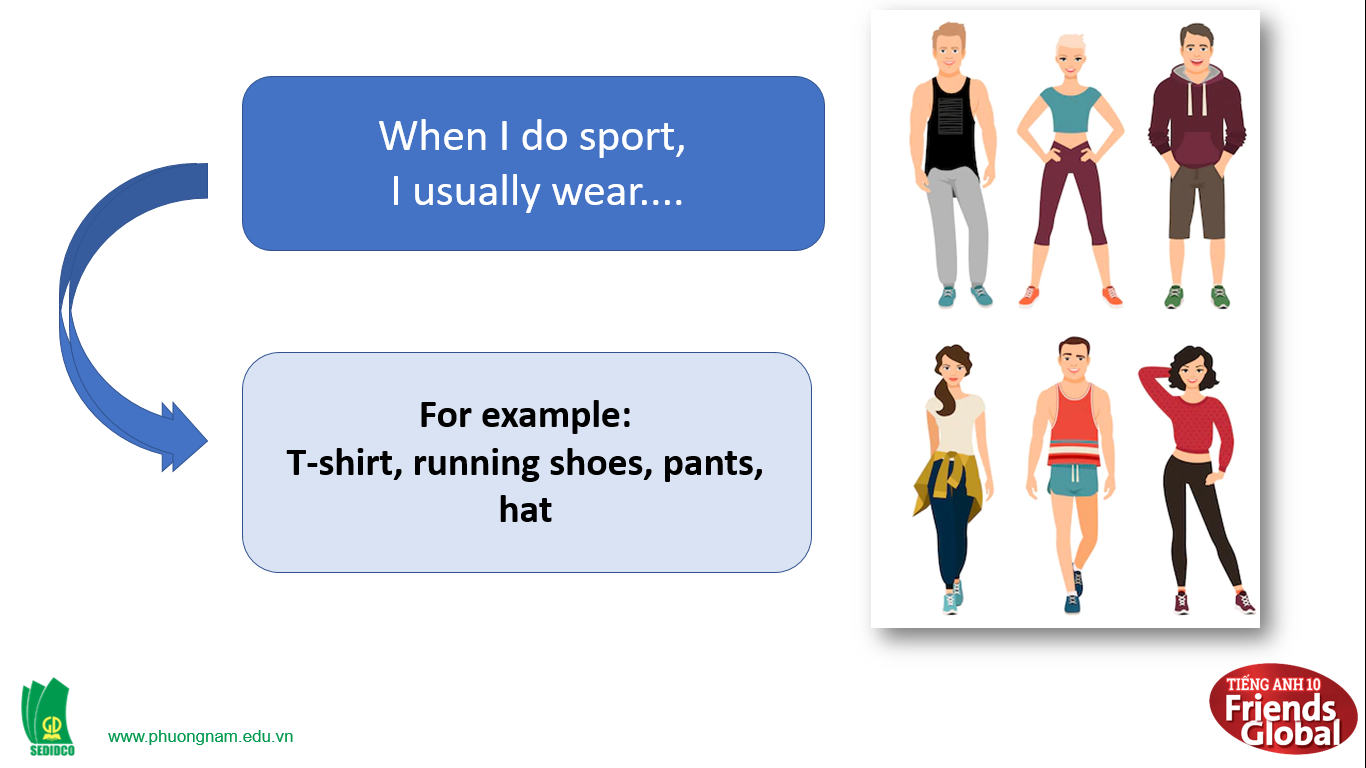 When I do sport,
I usually wear....
For example:
T-shirt, running shoes, pants,
hat
GD
SEDIDCO
www.phuongnam.edu.vn
TIẾNG ANH 10
Friends
Global